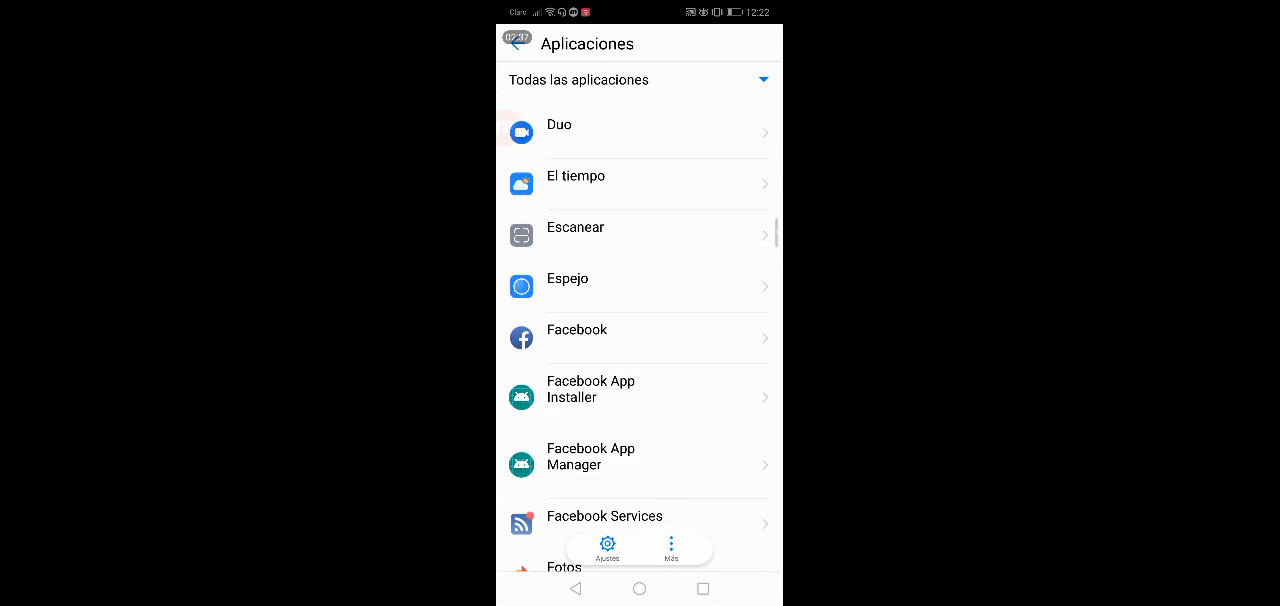 Claro 12:22
02:37
Aplicaciones
Todas las aplicaciones
Duo
El tiempo
Escanear
Espejo
Facebook
Facebook App
Installer
Facebook App
Manager
Facebook Services
Fotos
Ajustes Más